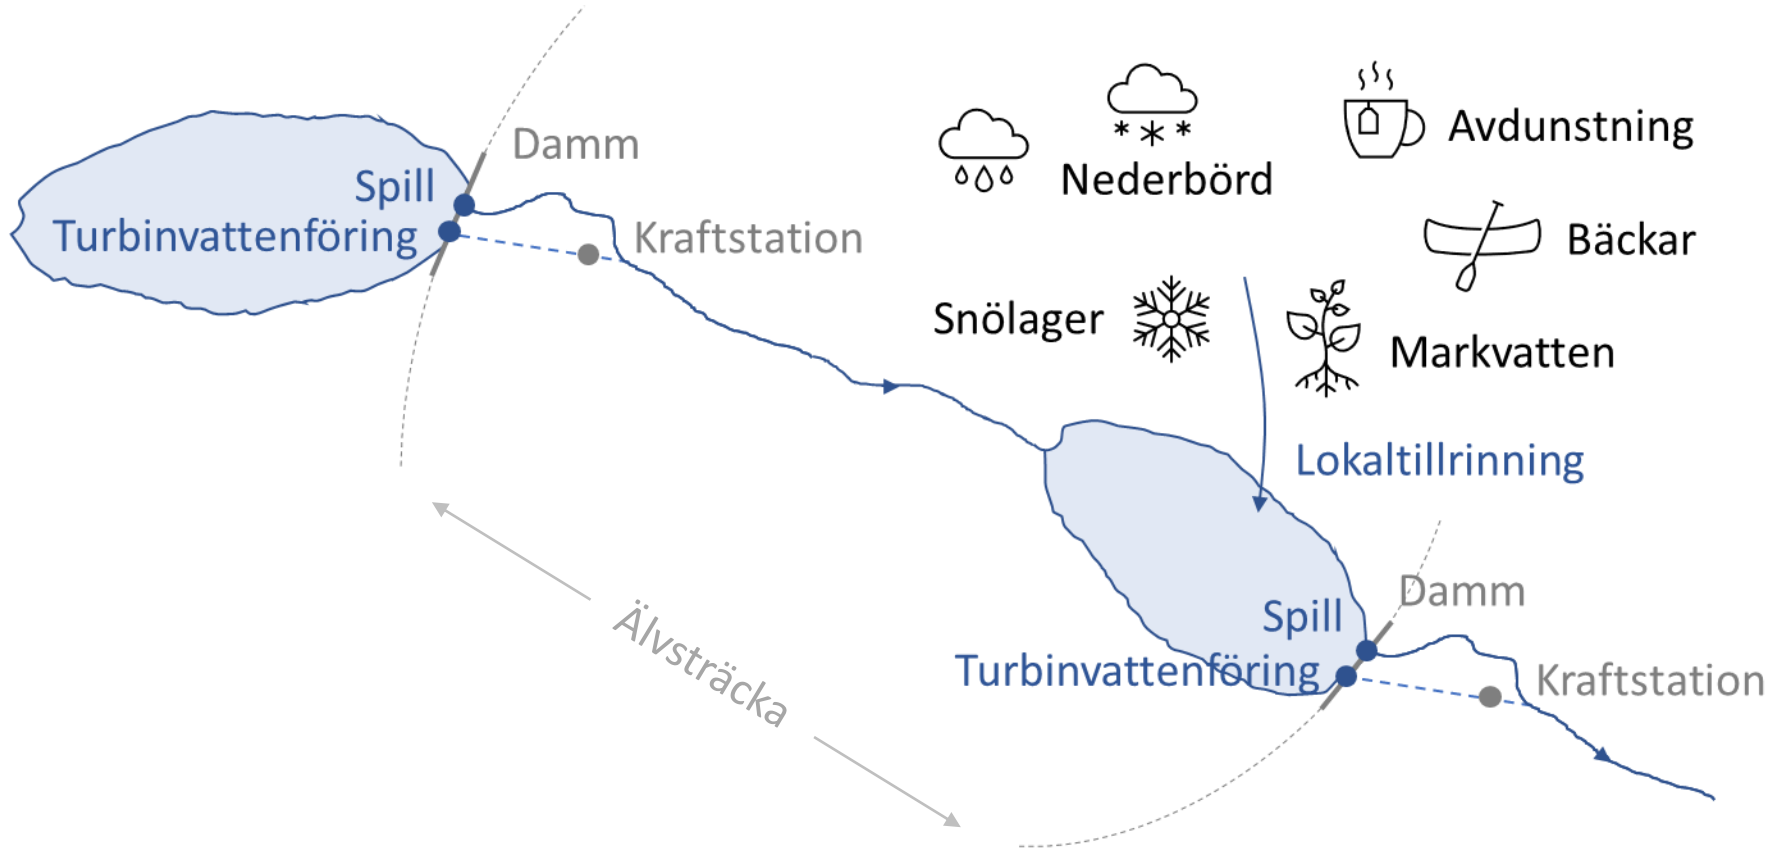 Damm
Spill
Turbinvattenföring
Kraftstation
Nederbörd
Avdunstning
Bäckar
Snölager
Markvatten
Lokaltillrinning
Älvsträcka
Damm
Spill
Turbinvattenföring
Kraftstation